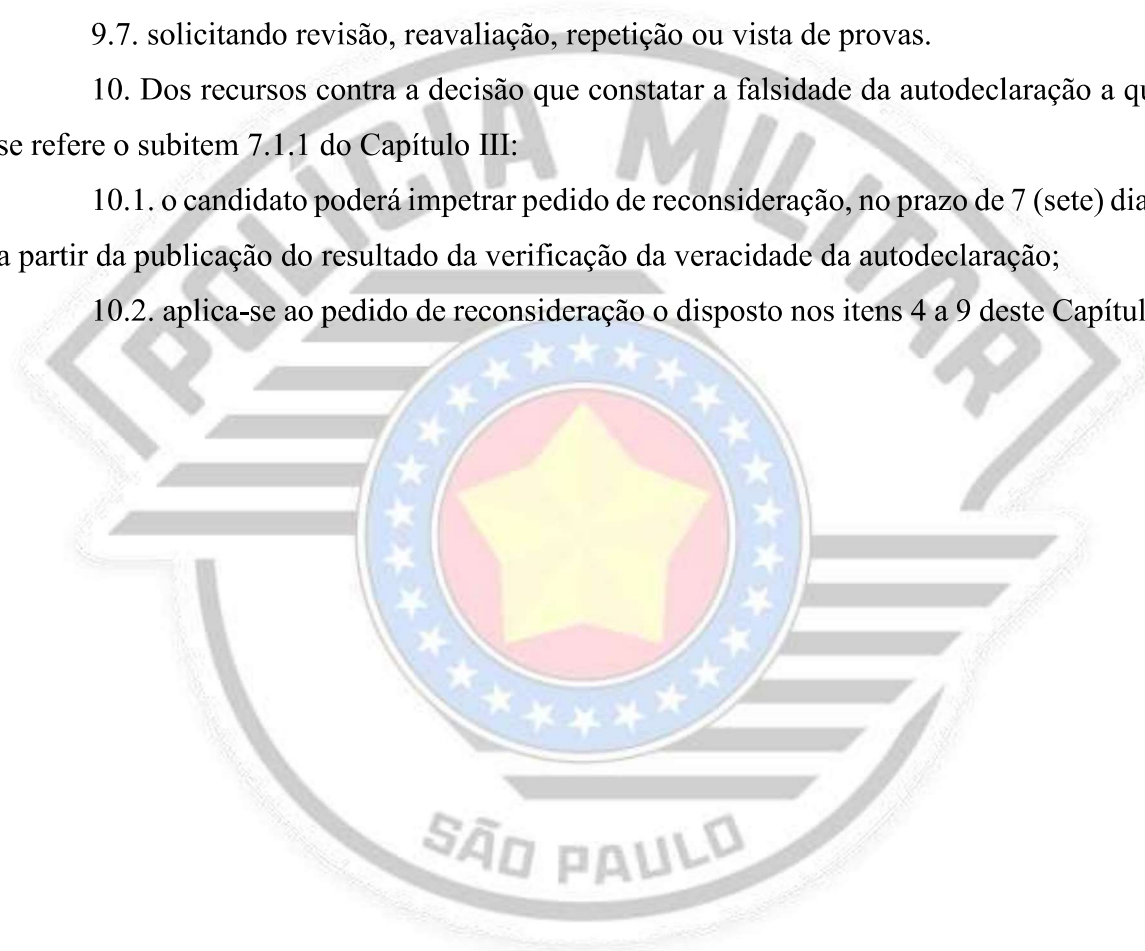 9.7. solicitando revisão, reavaliação, repetição ou vista de provas.
10. Dos recursos contra a decisão que constatar a falsidade da autodeclaração a qu
se refere o subitem 7.1.1 do Capítulo III:
10.1. o candidato poderá impetrar pedido de reconsideração, no prazo de 7 (sete) dia
a partir da publicação do resultado da verificação da veracidade da autodeclaração;
10.2. aplica-se ao pedido de reconsideração o disposto nos itens 4 a 9 deste Capítul
POLÍCIA MILITAR
SÃO PAULO